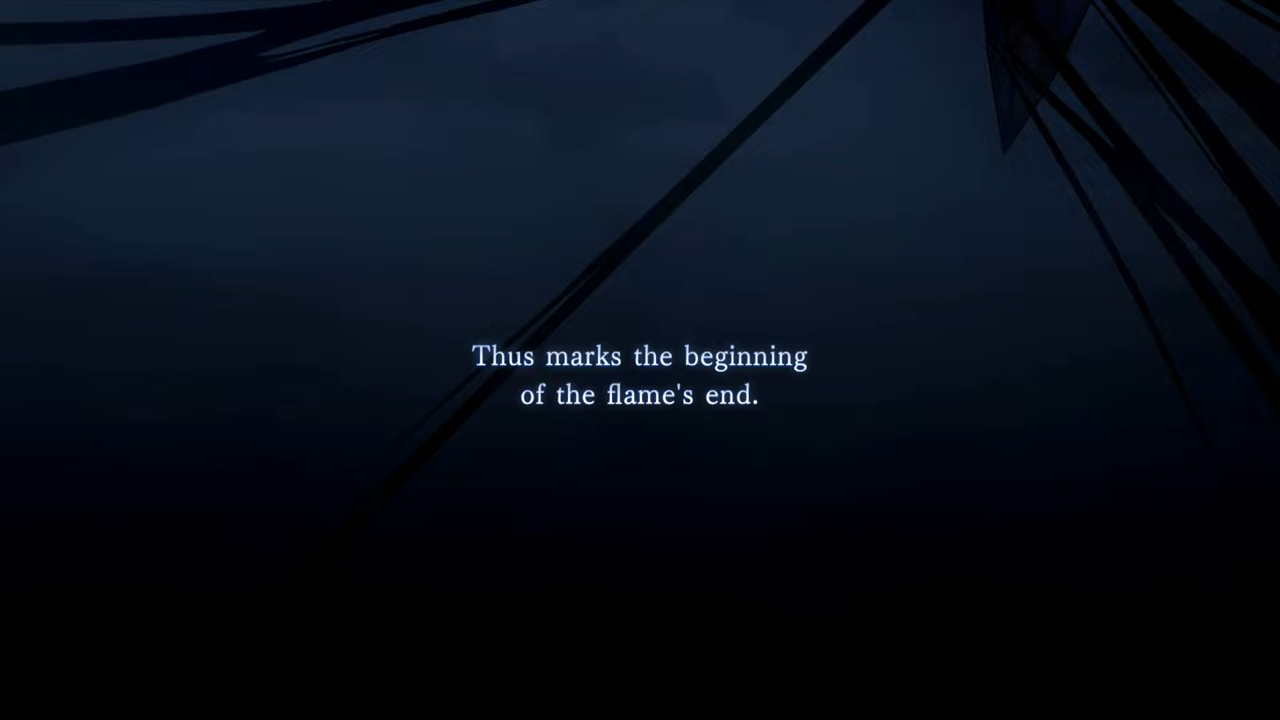 Thus marks the beginning
of the flame's end.